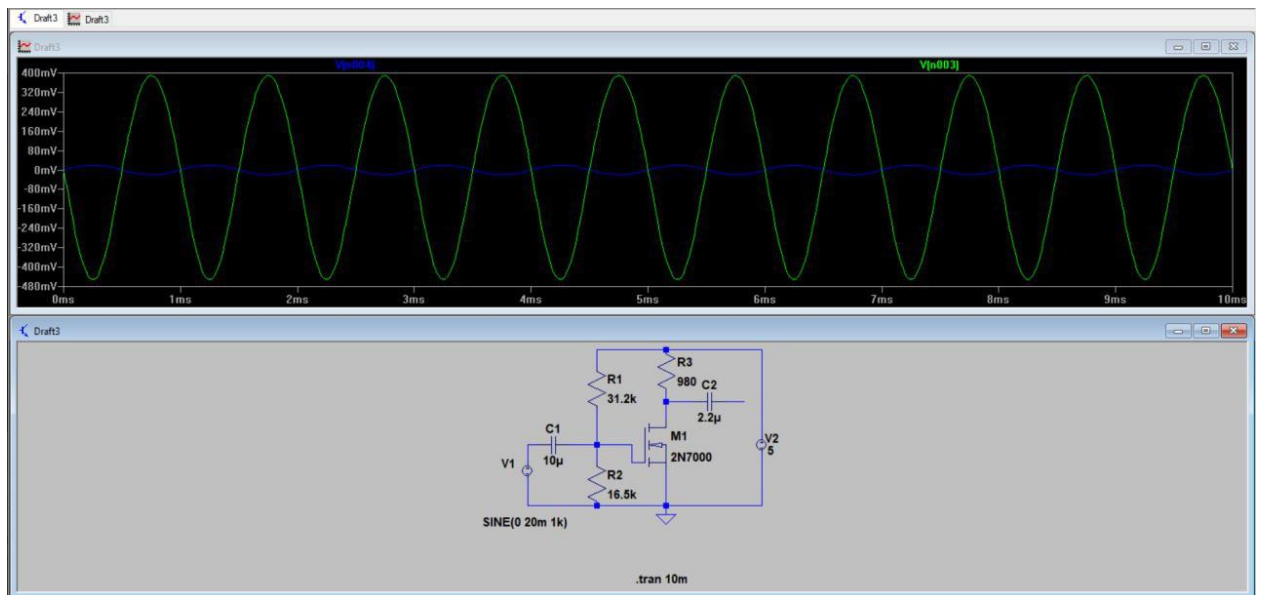 Draft3 Draft3
Draft3
V[n004] V[n003]
400mV
320mV
240mV
160mV
80mV
0mV
-80mV
-160mV
-240mV
-320mV
-400mV
-480mV
0ms 1ms 2ms 3ms 4ms 5ms 6ms 7ms 8ms 9ms 10ms
Draft3
R1
31.2k
R3
980
C2
2.2µ
C1
10µ
M1
2N7000
V2
5
V1
R2
16.5k
SINE(0 20m 1k)
.tran 10m